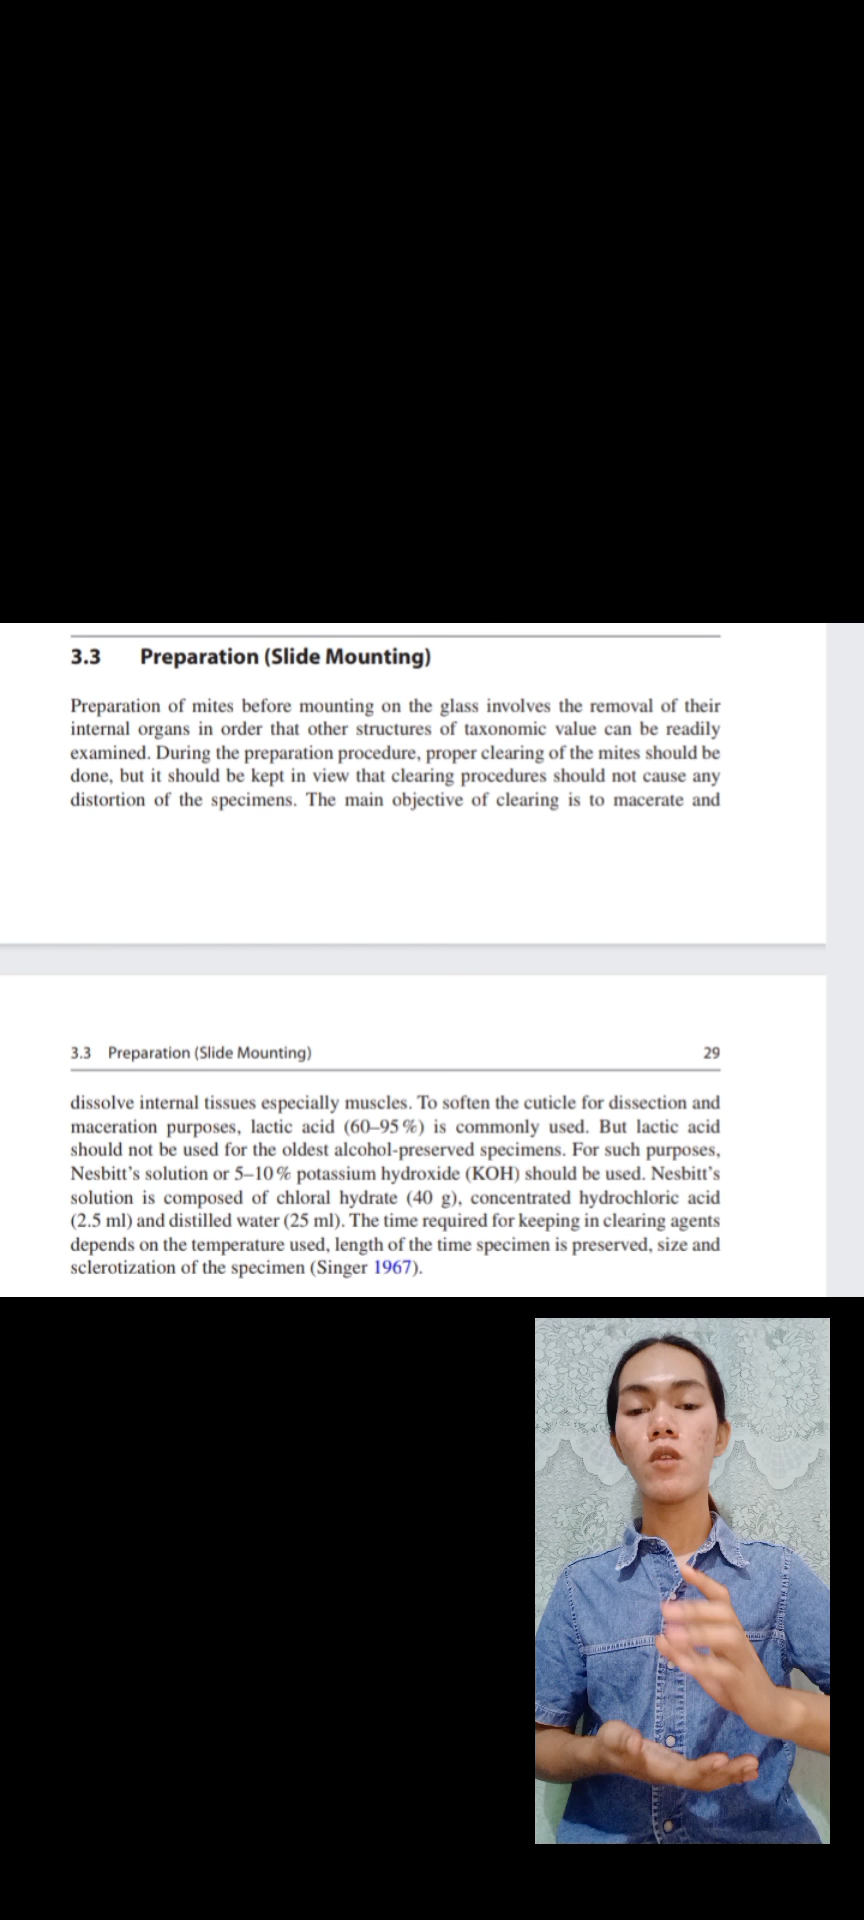 3.3 Preparation (Slide Mounting)
Preparation of mites before mounting on the glass involves the removal of their
internal organs in order that other structures of taxonomic value can be readily
examined. During the preparation procedure, proper clearing of the mites should be
done, but it should be kept in view that clearing procedures should not cause any
distortion of the specimens. The main objective of clearing is to macerate and
3.3 Preparation (Slide Mounting) 29
dissolve internal tissues especially muscles. To soften the cuticle for dissection and
maceration purposes, lactic acid (60–95 %) is commonly used. But lactic acid
should not be used for the oldest alcohol-preserved specimens. For such purposes,
Nesbitt's solution or 5–10 % potassium hydroxide (KOH) should be used. Nesbitt's
solution is composed of chloral hydrate (40 g), concentrated hydrochloric acid
(2.5 ml) and distilled water (25 ml). The time required for keeping in clearing agents
depends on the temperature used, length of the time specimen is preserved, size and
sclerotization of the specimen (Singer 1967).